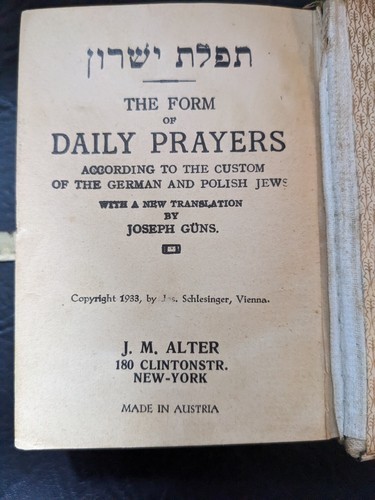 תפלת ישרון
THE FORM
OF
DAILY PRAYERS
ACCORDING TO THE CUSTOM
OF THE GERMAN AND POLISH JEWS
WITH A NEW TRANSLATION
BY
JOSEPH GÜNS.
Copyright 1933, by Jos. Schlesinger, Vienna.
J. M. ALTER
180 CLINTONSTR.
NEW-YORK
MADE IN AUSTRIA